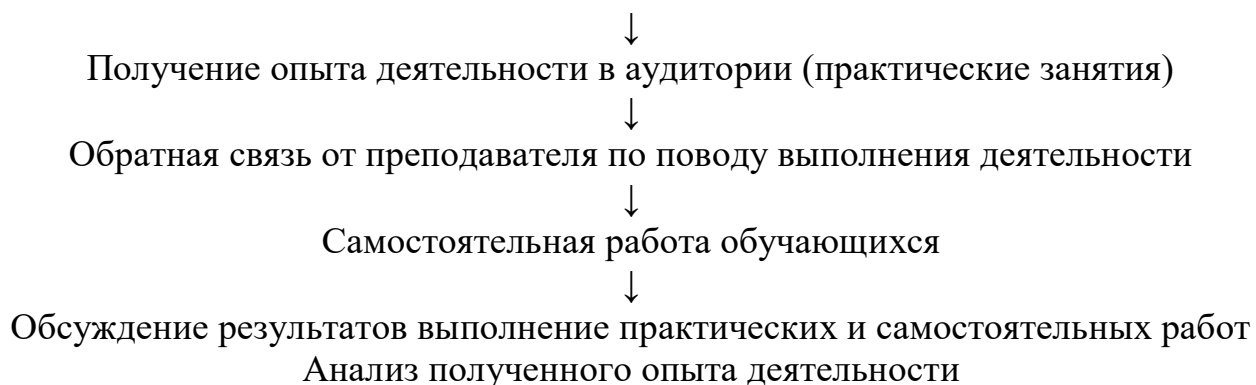 ↓
Получение опыта деятельности в аудитории (практические занятия)
↓
Обратная связь от преподавателя по поводу выполнения деятельности
↓
Самостоятельная работа обучающихся
↓
Обсуждение результатов выполнение практических и самостоятельных работ
Анализ полученного опыта деятельности